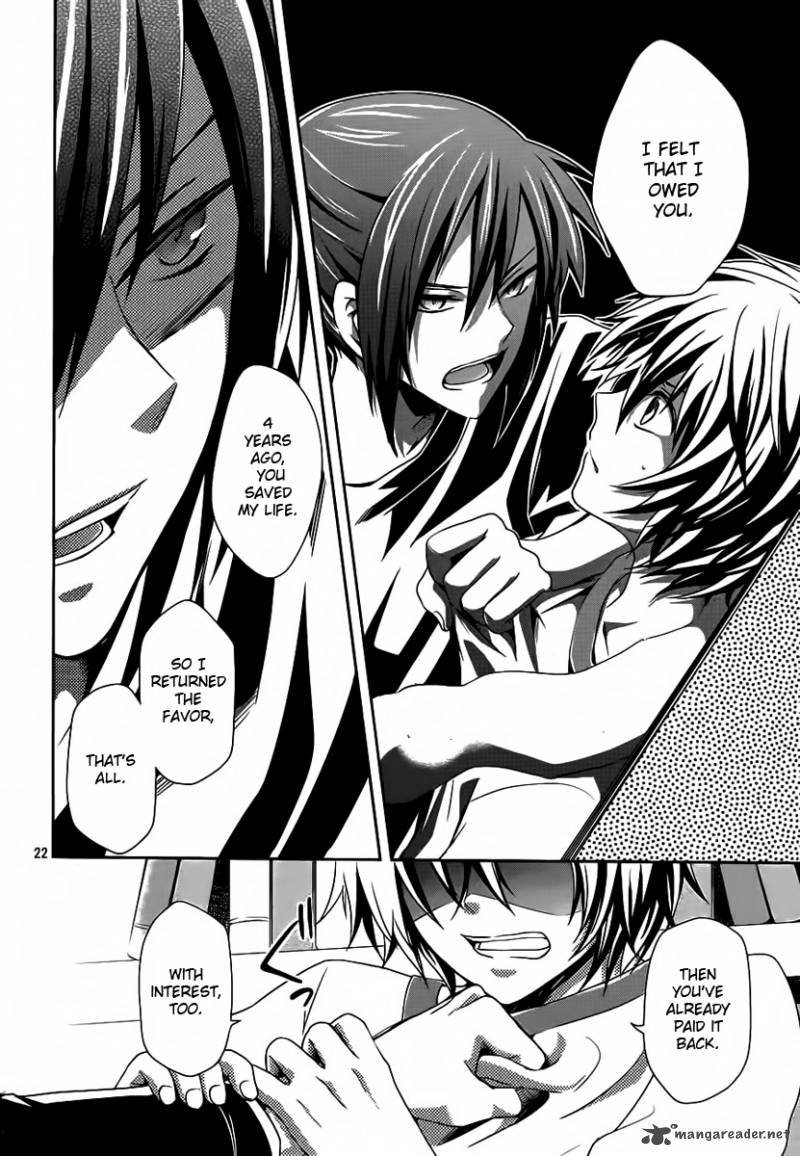 I FELT
THAT I
OWED
YOU.
4
YEARS
AGO,
YOU
SAVED
MY LIFE.
SO I
RETURNED
THE
FAVOR,
THAT'S
ALL.
22
THEN
YOU'VE
ALREADY
PAID IT
BACK.
WITH
INTEREST,
TOO.
mangareader.net